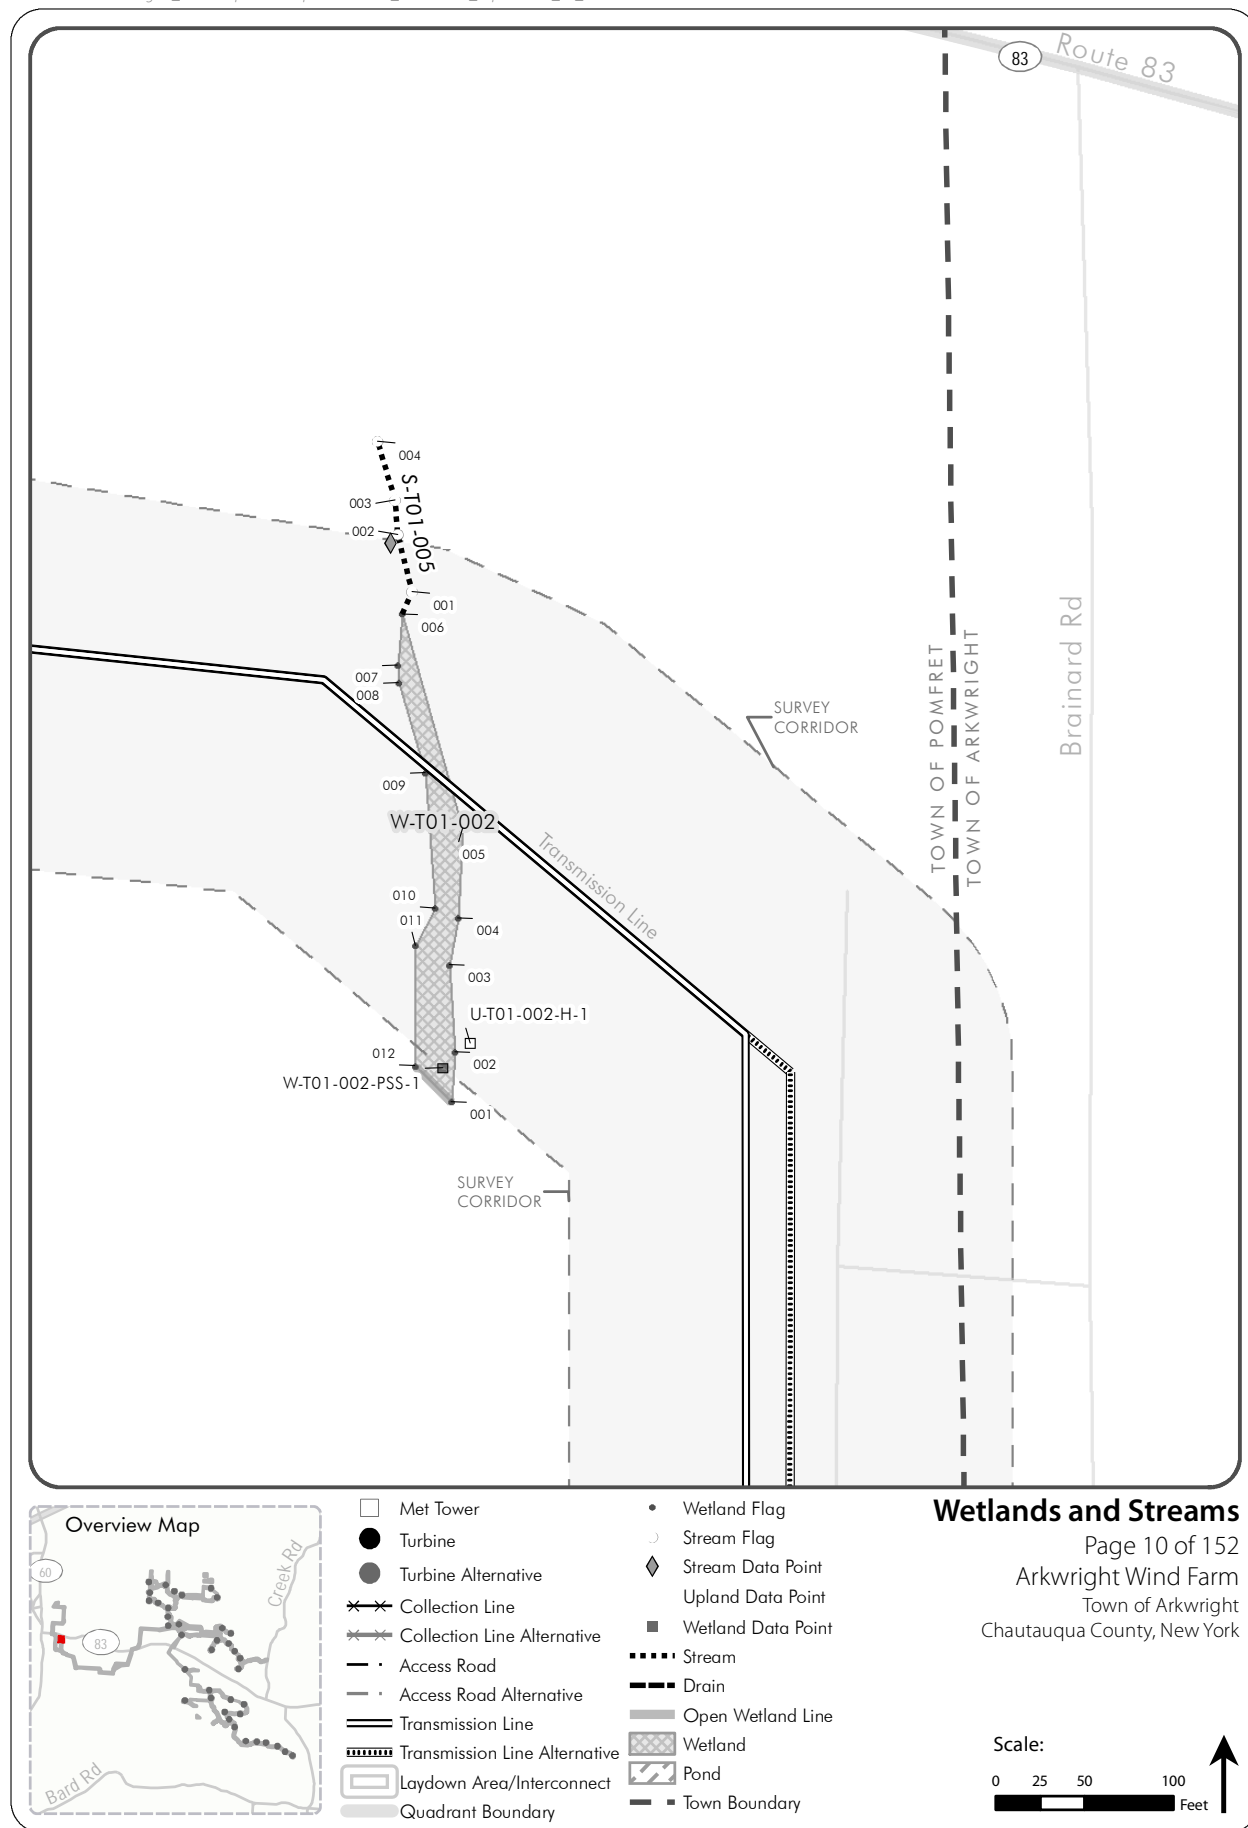 Route 83
83
004
S-T01-005
003
002
001
006
007
008
TOWN OF POMFRET
TOWN OF ARKWRIGHT
Brainard Rd
SURVEY
CORRIDOR
009
W-T01-002
005
Transmission Line
010
011
004
003
U-T01-002-H-1
012
002
W-T01-002-PSS-1
001
SURVEY
CORRIDOR
Overview Map
60
83
Creek Rd
Bard Rd
Met Tower
Turbine
Turbine Alternative
Collection Line
Collection Line Alternative
Access Road
Access Road Alternative
Transmission Line
Transmission Line Alternative
Laydown Area/Interconnect
Quadrant Boundary
Wetland Flag
Stream Flag
Stream Data Point
Upland Data Point
Wetland Data Point
Stream
Drain
Open Wetland Line
Wetland
Pond
Town Boundary
Wetlands and Streams
Page 10 of 152
Arkwright Wind Farm
Town of Arkwright
Chautauqua County, New York
Scale:
0 25 50 100
Feet